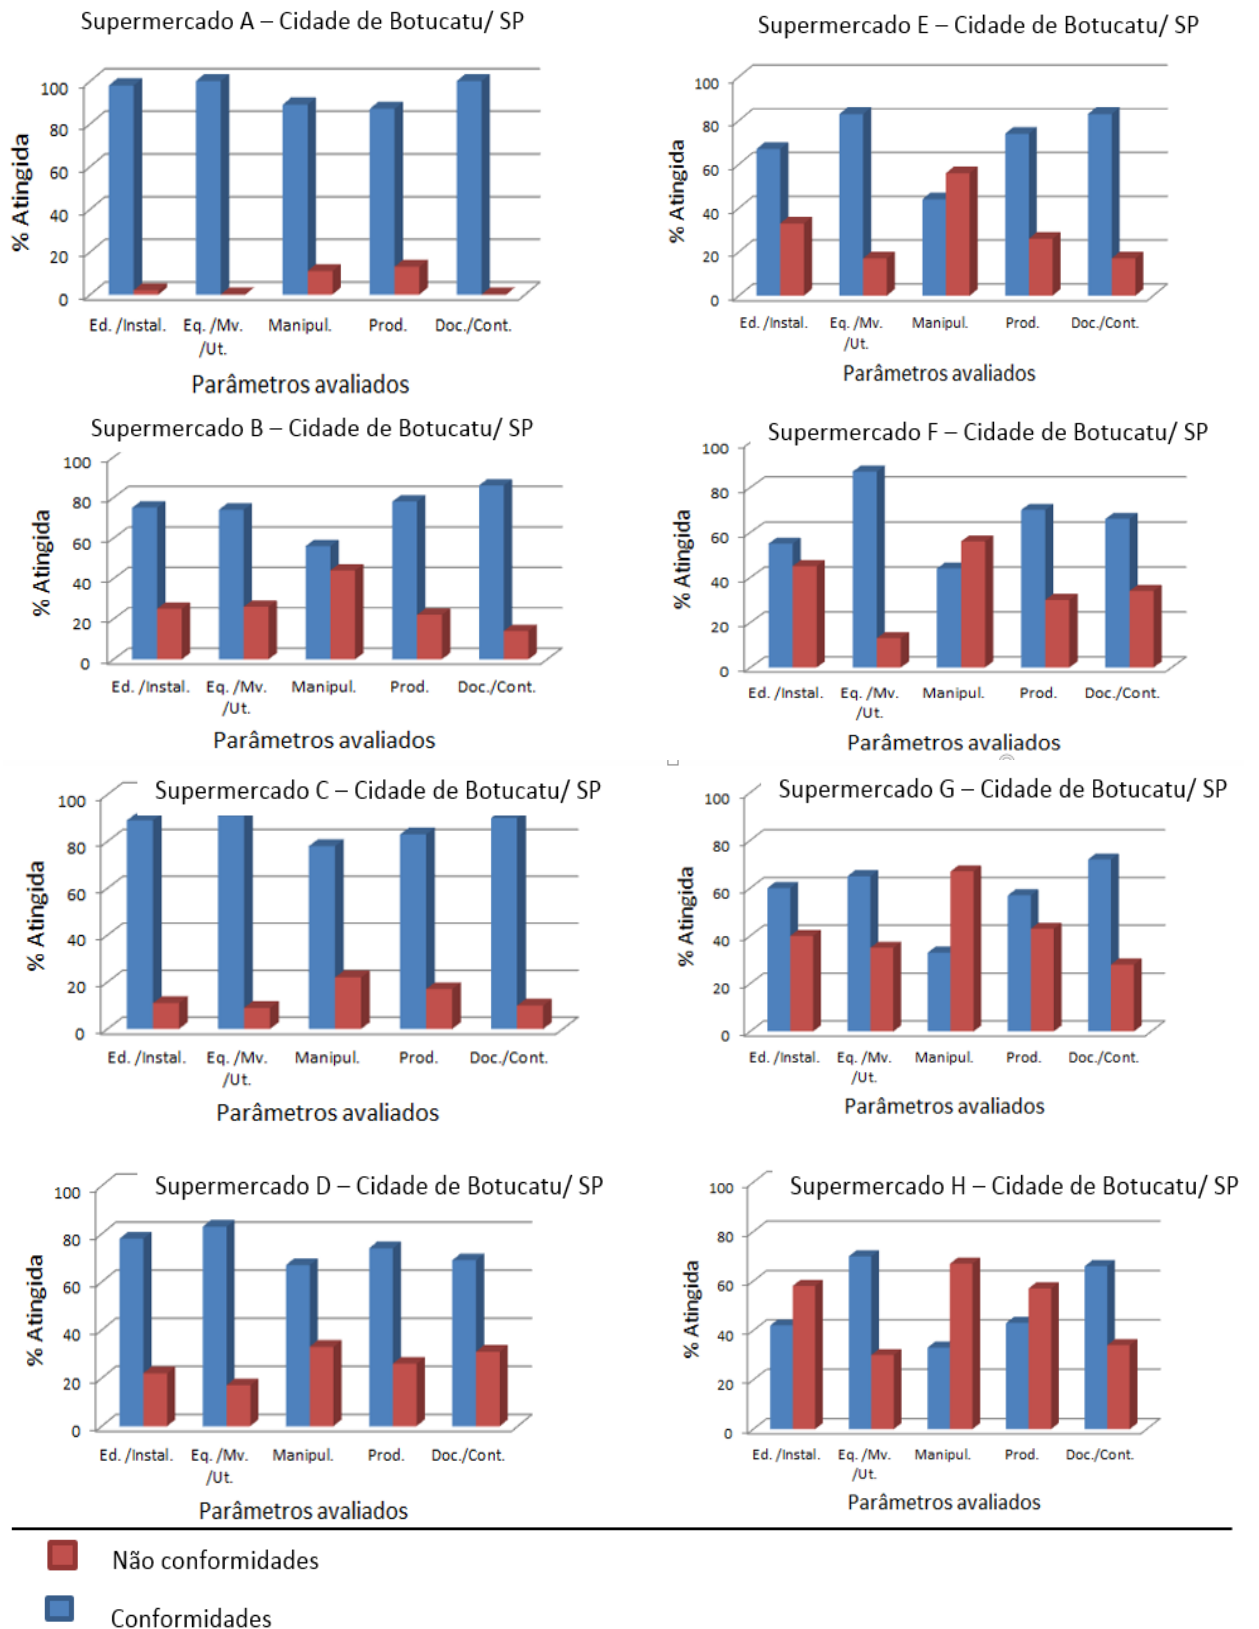 Supermercado A – Cidade de Botucatu/ SP
% Atingida
100
80
60
40
20
0
Ed. /Instal. Eq. /Mv. /Ut. Manipul. Prod. Doc./Cont.
Parâmetros avaliados
Supermercado E – Cidade de Botucatu/ SP
% Atingida
100
80
60
40
20
0
Ed. /Instal. Eq. /Mv. /Ut. Manipul. Prod. Doc./Cont.
Parâmetros avaliados
Supermercado B – Cidade de Botucatu/ SP
% Atingida
100
80
60
40
20
0
Ed. /Instal. Eq. /Mv. /Ut. Manipul. Prod. Doc./Cont.
Parâmetros avaliados
Supermercado F – Cidade de Botucatu/ SP
% Atingida
100
80
60
40
20
0
Ed. /Instal. Eq. /Mv. /Ut. Manipul. Prod. Doc./Cont.
Parâmetros avaliados
Supermercado C – Cidade de Botucatu/ SP
% Atingida
100
80
60
40
20
0
Ed. /Instal. Eq. /Mv. /Ut. Manipul. Prod. Doc./Cont.
Parâmetros avaliados
Supermercado G – Cidade de Botucatu/ SP
% Atingida
100
80
60
40
20
0
Ed. /Instal. Eq. /Mv. /Ut. Manipul. Prod. Doc./Cont.
Parâmetros avaliados
Supermercado D – Cidade de Botucatu/ SP
% Atingida
100
80
60
40
20
0
Ed. /Instal. Eq. /Mv. /Ut. Manipul. Prod. Doc./Cont.
Parâmetros avaliados
Supermercado H – Cidade de Botucatu/ SP
% Atingida
100
80
60
40
20
0
Ed. /Instal. Eq. /Mv. /Ut. Manipul. Prod. Doc./Cont.
Parâmetros avaliados
Não conformidades
Conformidades